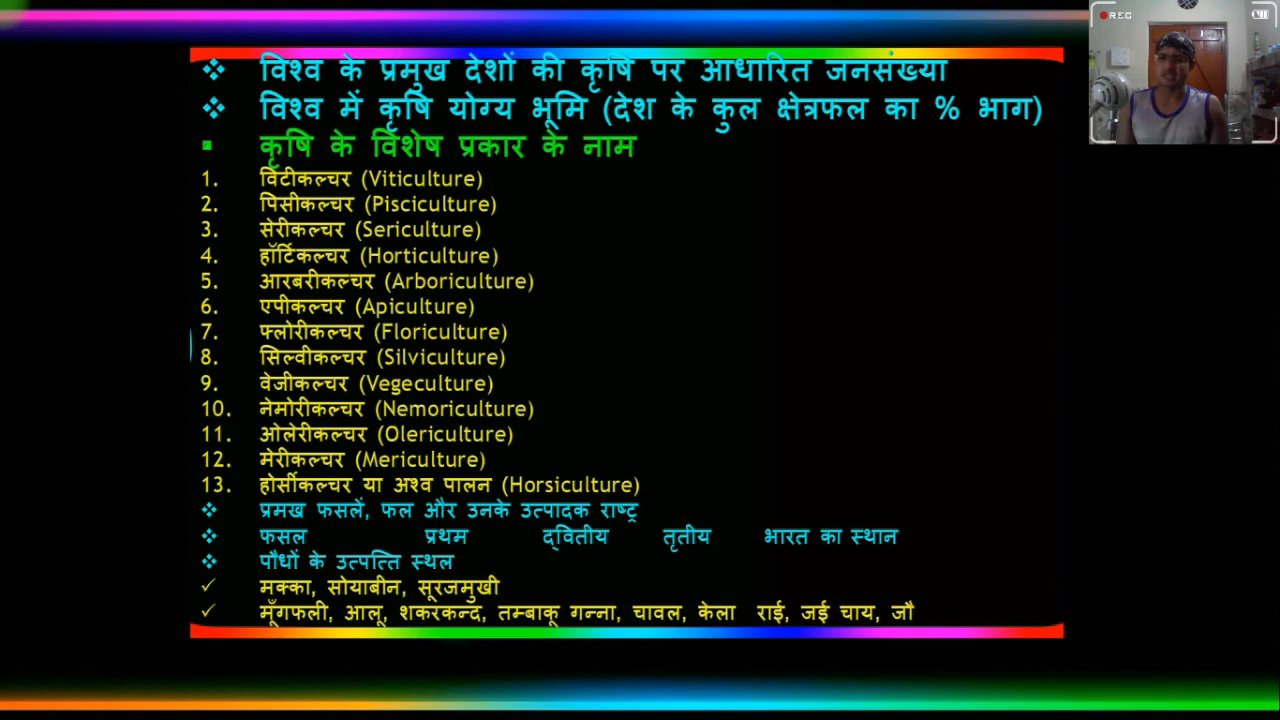 REC
विश्व के प्रमुख देशों की कृषि पर आधारित जनसंख्या
विश्व में कृषि योग्य भूमि (देश के कुल क्षेत्रफल का % भाग)
कृषि के विशेष प्रकार के नाम
1. विटीकल्चर (Viticulture)
2. पिसीकल्चर (Pisciculture)
3. सेरीकल्चर (Sericulture)
4. हॉर्टिकल्चर (Horticulture)
5. आरबरीकल्चर (Arboriculture)
6. एपीकल्चर (Apiculture)
7. फ्लोरीकल्चर (Floriculture)
8. सिल्वीकल्चर (Silviculture)
9. वेजीकल्चर (Vegeculture)
10. नेमोरीकल्चर (Nemoriculture)
11. ओलेरीकल्चर (Olericulture)
12. मेरीकल्चर (Mericulture)
13. होर्सीकल्चर या अश्व पालन (Horsiculture)
प्रमख फसलें, फल और उनके उत्पादक राष्ट्र
फसल प्रथम द्वितीय तृतीय भारत का स्थान
पौधों के उत्पत्ति स्थल
मक्का, सोयाबीन, सूरजमुखी
मूँगफली, आलू, शकरकन्द, तम्बाकू गन्ना, चावल, केला राई, जई चाय, जौ